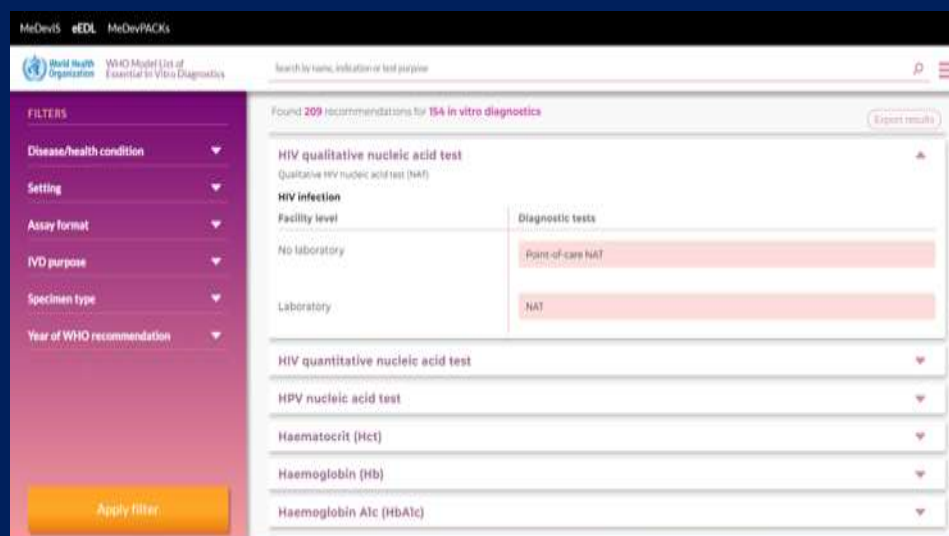 MeDevIS eEDL MeDevPACKs
World Health Organization
WHO Model List of Essential In Vitro Diagnostics
Search by name, indication or test purpose
FILTERS
Disease/health condition
Setting
Assay format
IVD purpose
Specimen type
Year of WHO recommendation
Apply filter
Found 209 recommendations for 154 in vitro diagnostics
Export results
HIV qualitative nucleic acid test
Qualitative HIV nucleic acid test (NAT)
HIV infection
Facility level Diagnostic tests
No laboratory Point-of-care NAT
Laboratory NAT
HIV quantitative nucleic acid test
HPV nucleic acid test
Haematocrit (Hct)
Haemoglobin (Hb)
Haemoglobin A1c (HbA1c)